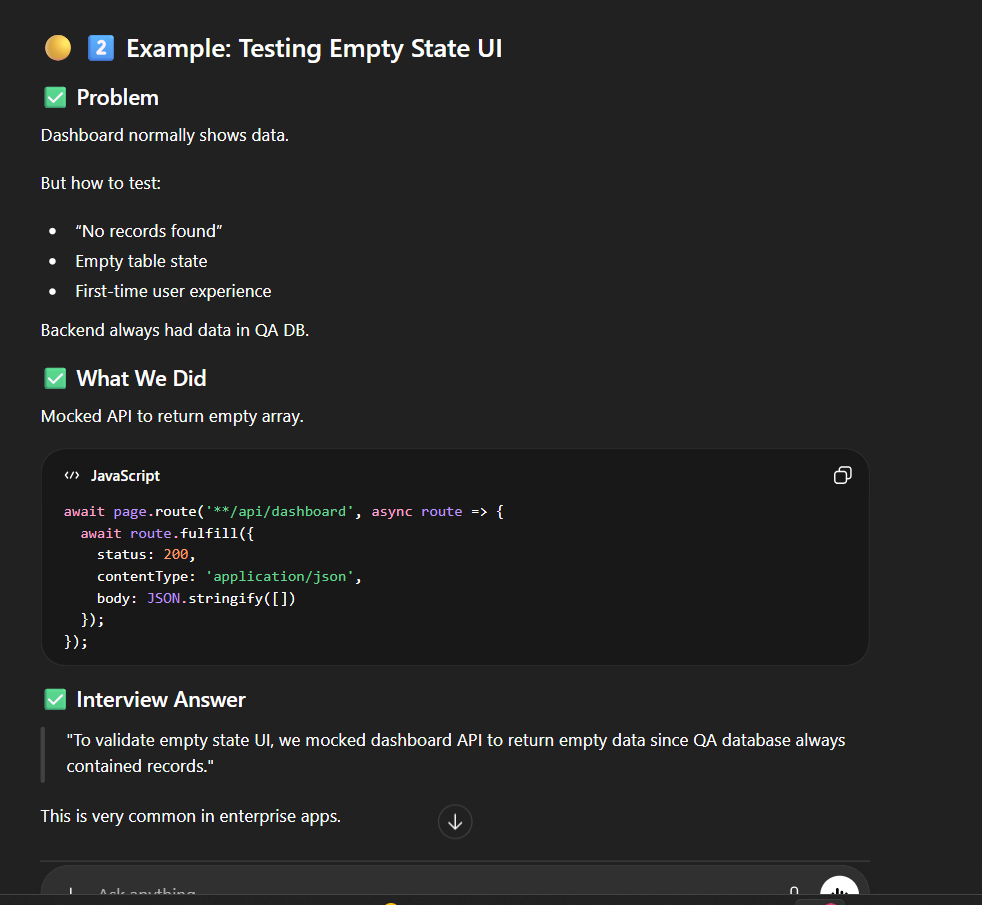 2 Example: Testing Empty State UI
Problem
Dashboard normally shows data.
But how to test:
• “No records found”
• Empty table state
• First-time user experience
Backend always had data in QA DB.
What We Did
Mocked API to return empty array.
JavaScript
await page.route('**/api/dashboard', async route => {
  await route.fulfill({
    status: 200,
    contentType: 'application/json',
    body: JSON.stringify([])
  });
});
Interview Answer
"To validate empty state UI, we mocked dashboard API to return empty data since QA database always
contained records."
This is very common in enterprise apps.
Ask anything